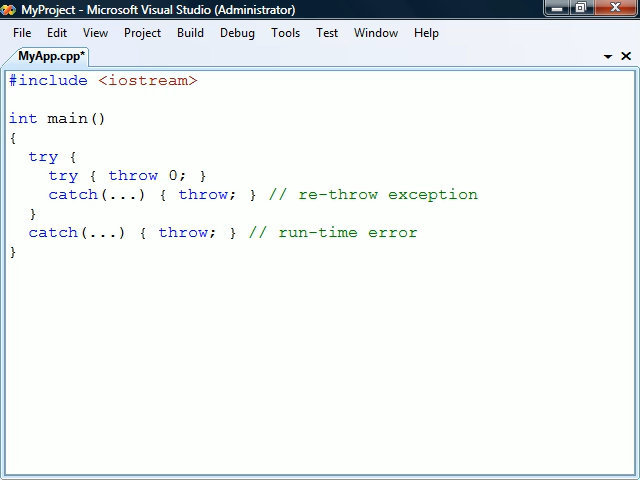 MyProject - Microsoft Visual Studio (Administrator)
File Edit View Project Build Debug Tools Test Window Help
MyApp.cpp*
#include <iostream>
int main()
{
try {
try { throw 0; }
catch(...) { throw; } // re-throw exception
}
catch(...) { throw; } // run-time error
}